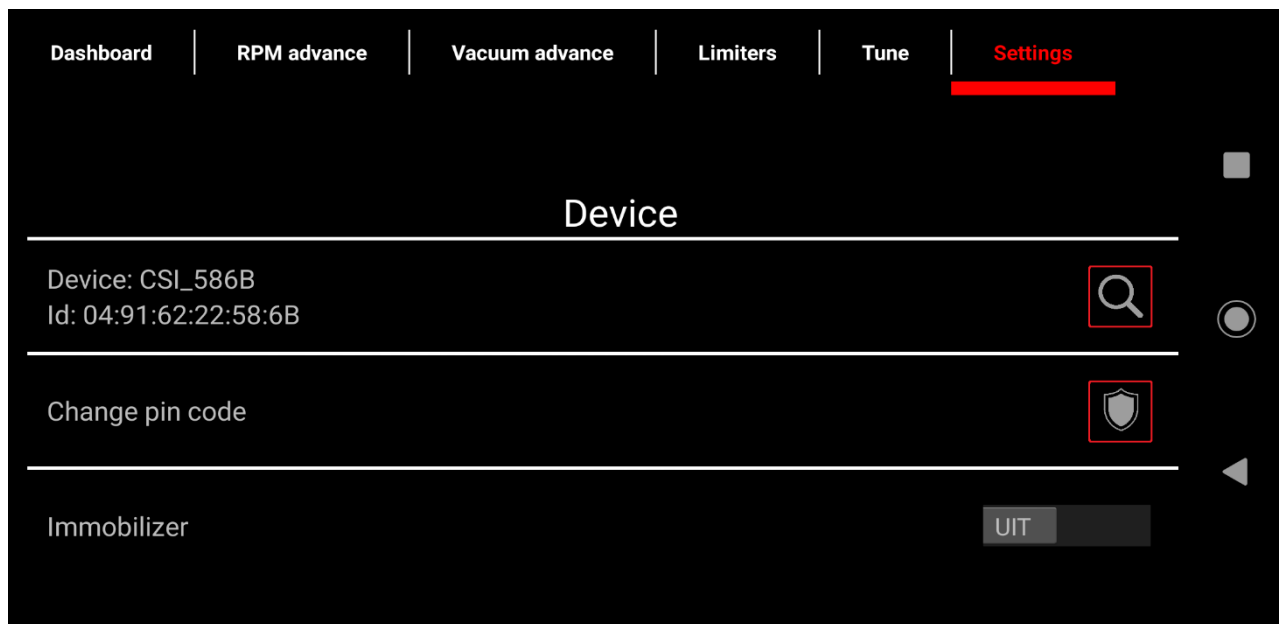 Dashboard
RPM advance
Vacuum advance
Limiters
Tune
Settings
Device
Device: CSI_586B
Id: 04:91:62:22:58:6B
Change pin code
Immobilizer
UIT